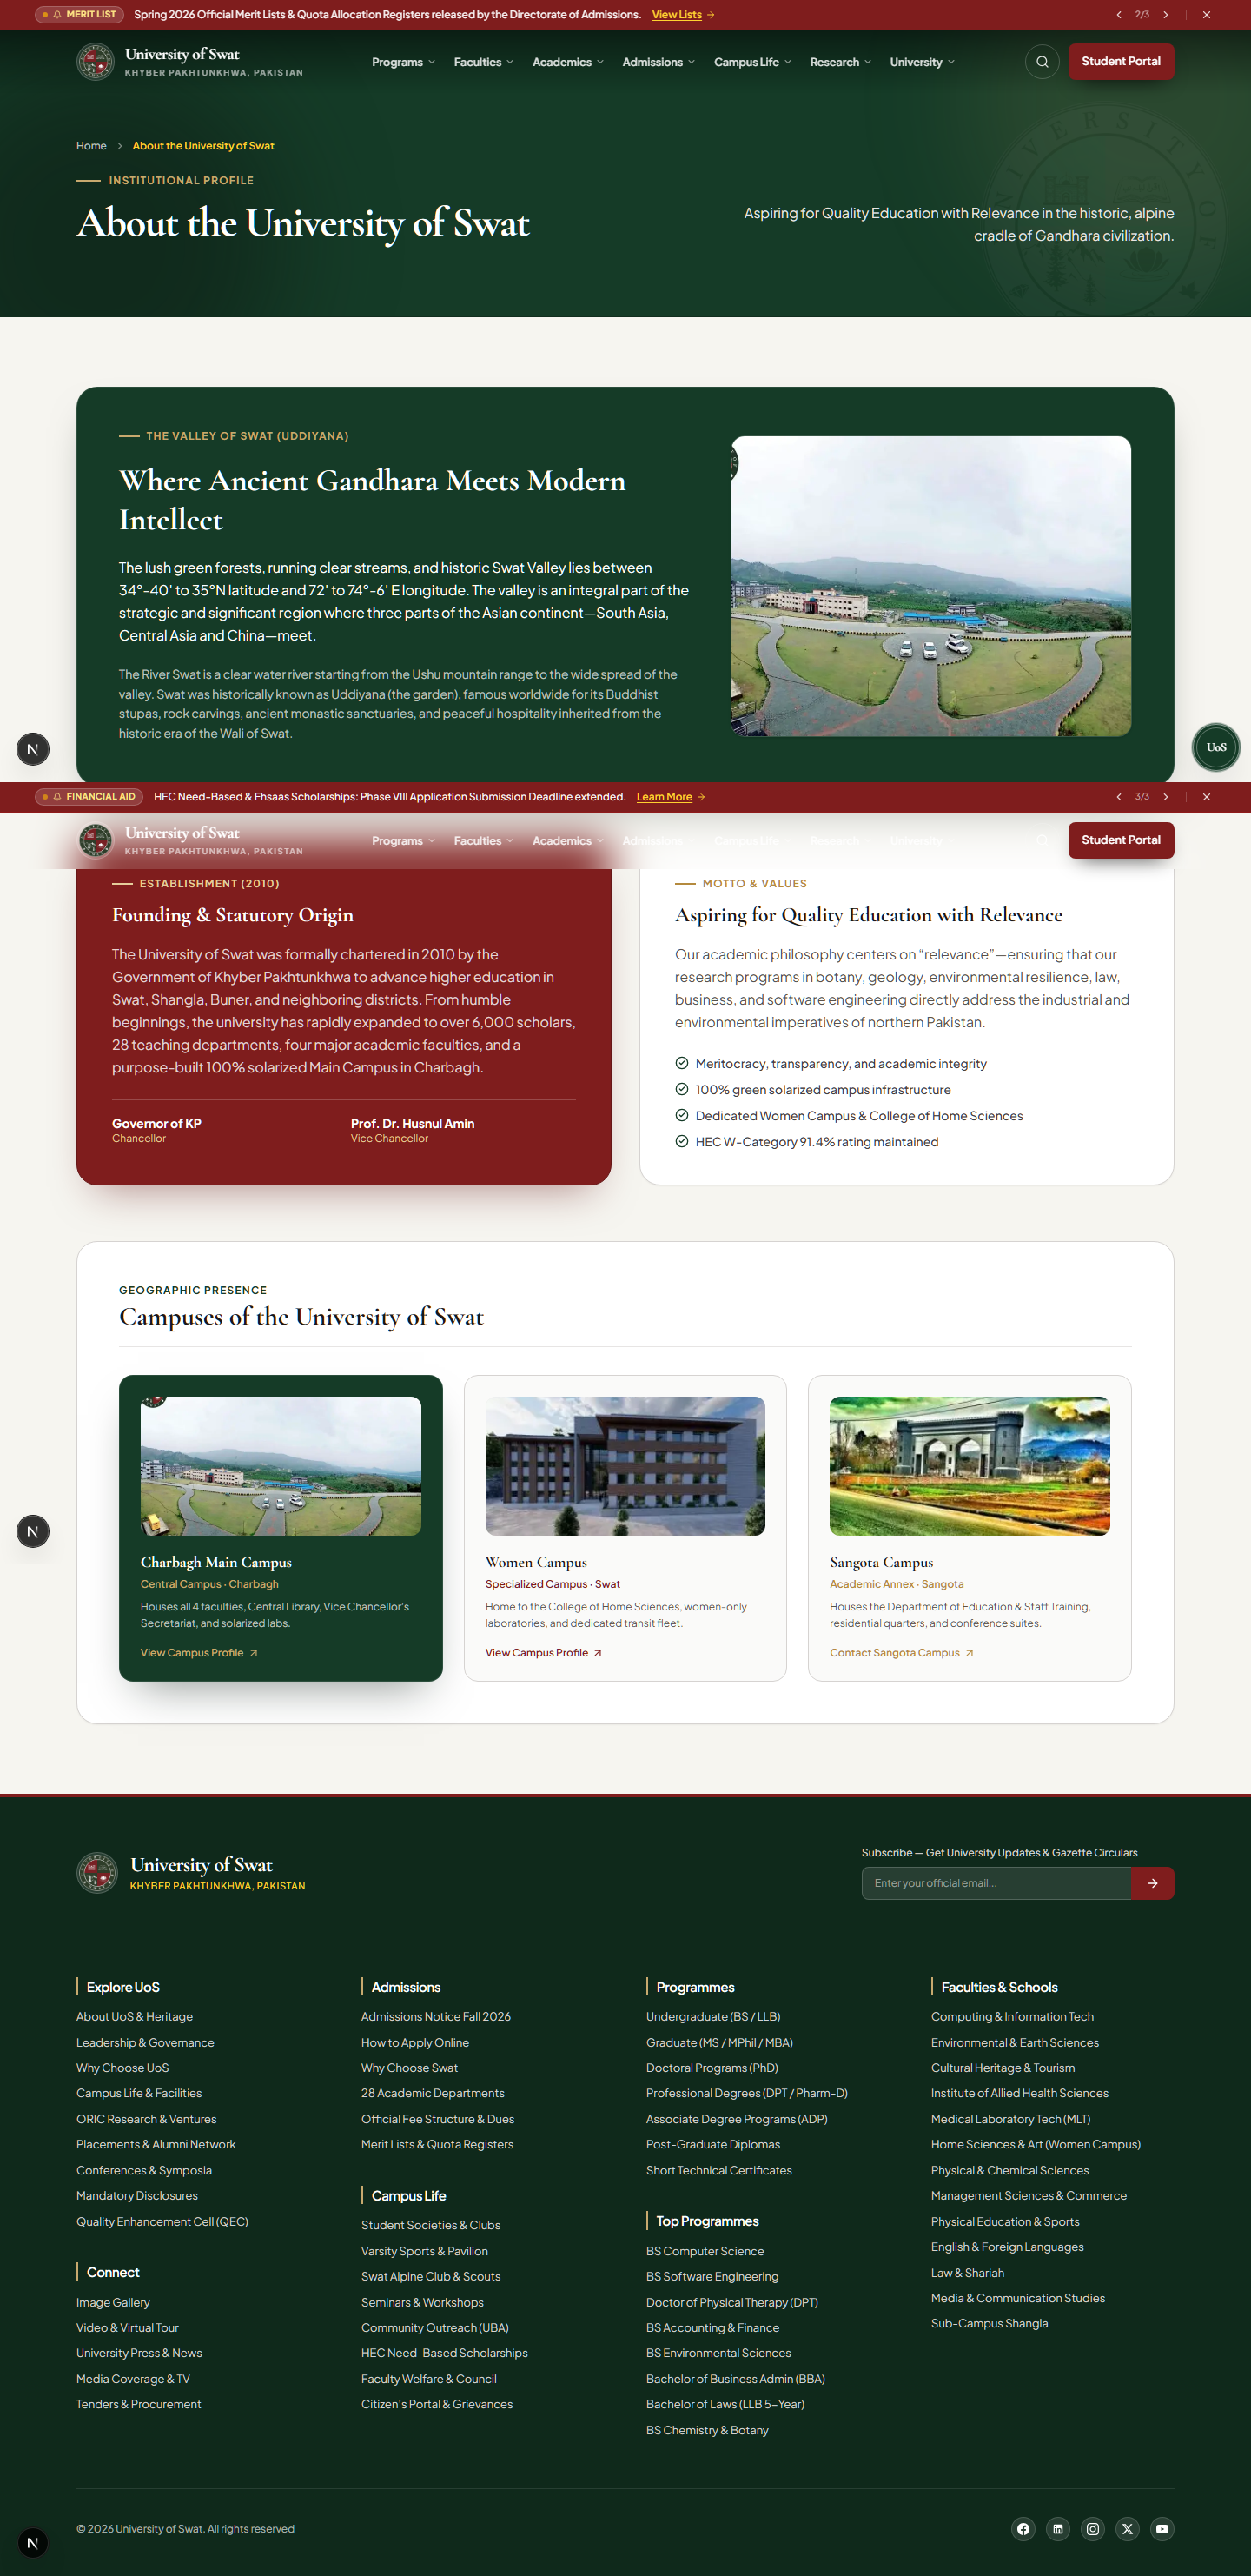 MERIT LIST Spring 2026 Official Merit Lists & Quota Allocation Registers released by the Directorate of Admissions. View Lists 2/3
University of Swat
KHYBER PAKHTUNKHWA, PAKISTAN
Programs Faculties Academics Admissions Campus Life Research University
Student Portal
Home About the University of Swat
INSTITUTIONAL PROFILE
About the University of Swat
Aspiring for Quality Education with Relevance in the historic, alpine
cradle of Gandhara civilization.
THE VALLEY OF SWAT (UDDIYANA)
Where Ancient Gandhara Meets Modern
Intellect
The lush green forests, running clear streams, and historic Swat Valley lies between
34°-40' to 35°N latitude and 72' to 74°-6' E longitude. The valley is an integral part of the
strategic and significant region where three parts of the Asian continent—South Asia,
Central Asia and China—meet.
The River Swat is a clear water river starting from the Ushu mountain range to the wide spread of the
valley. Swat was historically known as Uddiyana (the garden), famous worldwide for its Buddhist
stupas, rock carvings, ancient monastic sanctuaries, and peaceful hospitality inherited from the
historic era of the Wali of Swat.
N
UoS
FINANCIAL AID HEC Need-Based & Ehsaas Scholarships: Phase VIII Application Submission Deadline extended. Learn More 3/3
University of Swat
KHYBER PAKHTUNKHWA, PAKISTAN
Programs Faculties Academics Admissions Campus Life Research University
Student Portal
ESTABLISHMENT (2010)
Founding & Statutory Origin
The University of Swat was formally chartered in 2010 by the
Government of Khyber Pakhtunkhwa to advance higher education in
Swat, Shangla, Buner, and neighboring districts. From humble
beginnings, the university has rapidly expanded to over 6,000 scholars,
28 teaching departments, four major academic faculties, and a
purpose-built 100% solarized Main Campus in Charbagh.
Governor of KP
Chancellor
Prof. Dr. Husnul Amin
Vice Chancellor
MOTTO & VALUES
Aspiring for Quality Education with Relevance
Our academic philosophy centers on “relevance”—ensuring that our
research programs in botany, geology, environmental resilience, law,
business, and software engineering directly address the industrial and
environmental imperatives of northern Pakistan.
Meritocracy, transparency, and academic integrity
100% green solarized campus infrastructure
Dedicated Women Campus & College of Home Sciences
HEC W-Category 91.4% rating maintained
GEOGRAPHIC PRESENCE
Campuses of the University of Swat
Charbagh Main Campus
Central Campus · Charbagh
Houses all 4 faculties, Central Library, Vice Chancellor's
Secretariat, and solarized labs.
View Campus Profile
Women Campus
Specialized Campus · Swat
Home to the College of Home Sciences, women-only
laboratories, and dedicated transit fleet.
View Campus Profile
Sangota Campus
Academic Annex · Sangota
Houses the Department of Education & Staff Training,
residential quarters, and conference suites.
Contact Sangota Campus
N
University of Swat
KHYBER PAKHTUNKHWA, PAKISTAN
Subscribe — Get University Updates & Gazette Circulars
Enter your official email...
Explore UoS
About UoS & Heritage
Leadership & Governance
Why Choose UoS
Campus Life & Facilities
ORIC Research & Ventures
Placements & Alumni Network
Conferences & Symposia
Mandatory Disclosures
Quality Enhancement Cell (QEC)
Connect
Image Gallery
Video & Virtual Tour
University Press & News
Media Coverage & TV
Tenders & Procurement
Admissions
Admissions Notice Fall 2026
How to Apply Online
Why Choose Swat
28 Academic Departments
Official Fee Structure & Dues
Merit Lists & Quota Registers
Campus Life
Student Societies & Clubs
Varsity Sports & Pavilion
Swat Alpine Club & Scouts
Seminars & Workshops
Community Outreach (UBA)
HEC Need-Based Scholarships
Faculty Welfare & Council
Citizen's Portal & Grievances
Programmes
Undergraduate (BS / LLB)
Graduate (MS / MPhil / MBA)
Doctoral Programs (PhD)
Professional Degrees (DPT / Pharm-D)
Associate Degree Programs (ADP)
Post-Graduate Diplomas
Short Technical Certificates
Top Programmes
BS Computer Science
BS Software Engineering
Doctor of Physical Therapy (DPT)
BS Accounting & Finance
BS Environmental Sciences
Bachelor of Business Admin (BBA)
Bachelor of Laws (LLB 5-Year)
BS Chemistry & Botany
Faculties & Schools
Computing & Information Tech
Environmental & Earth Sciences
Cultural Heritage & Tourism
Institute of Allied Health Sciences
Medical Laboratory Tech (MLT)
Home Sciences & Art (Women Campus)
Physical & Chemical Sciences
Management Sciences & Commerce
Physical Education & Sports
English & Foreign Languages
Law & Shariah
Media & Communication Studies
Sub-Campus Shangla
© 2026 University of Swat. All rights reserved
N